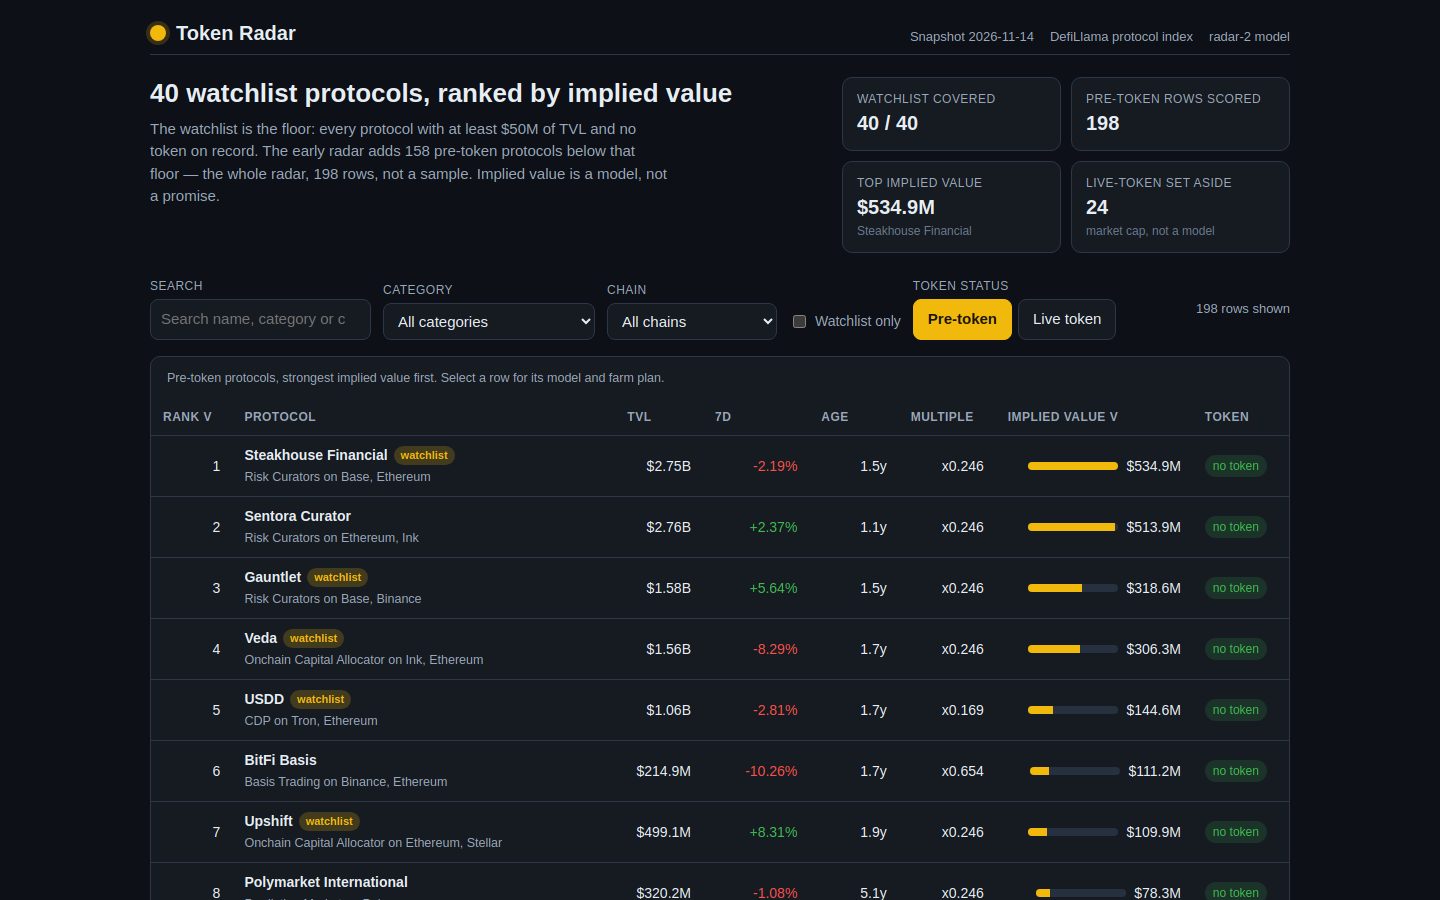 Token Radar
Snapshot 2026-11-14 DefiLlama protocol index radar-2 model
40 watchlist protocols, ranked by implied value
The watchlist is the floor: every protocol with at least $50M of TVL and no
token on record. The early radar adds 158 pre-token protocols below that
floor — the whole radar, 198 rows, not a sample. Implied value is a model, not
a promise.
WATCHLIST COVERED
40 / 40
PRE-TOKEN ROWS SCORED
198
TOP IMPLIED VALUE
$534.9M
Steakhouse Financial
LIVE-TOKEN SET ASIDE
24
market cap, not a model
SEARCH
Search name, category or c
CATEGORY
All categories
CHAIN
All chains
Watchlist only
TOKEN STATUS
Pre-token Live token
198 rows shown
Pre-token protocols, strongest implied value first. Select a row for its model and farm plan.
RANK V PROTOCOL TVL 7D AGE MULTIPLE IMPLIED VALUE V TOKEN
1 Steakhouse Financial watchlist $2.75B -2.19% 1.5y x0.246 $534.9M no token
Risk Curators on Base, Ethereum
2 Sentora Curator $2.76B +2.37% 1.1y x0.246 $513.9M no token
Risk Curators on Ethereum, Ink
3 Gauntlet watchlist $1.58B +5.64% 1.5y x0.246 $318.6M no token
Risk Curators on Base, Binance
4 Veda watchlist $1.56B -8.29% 1.7y x0.246 $306.3M no token
Onchain Capital Allocator on Ink, Ethereum
5 USDD watchlist $1.06B -2.81% 1.7y x0.169 $144.6M no token
CDP on Tron, Ethereum
6 BitFi Basis $214.9M -10.26% 1.7y x0.654 $111.2M no token
Basis Trading on Binance, Ethereum
7 Upshift watchlist $499.1M +8.31% 1.9y x0.246 $109.9M no token
Onchain Capital Allocator on Ethereum, Stellar
8 Polymarket International $320.2M -1.08% 5.1y x0.246 $78.3M no token